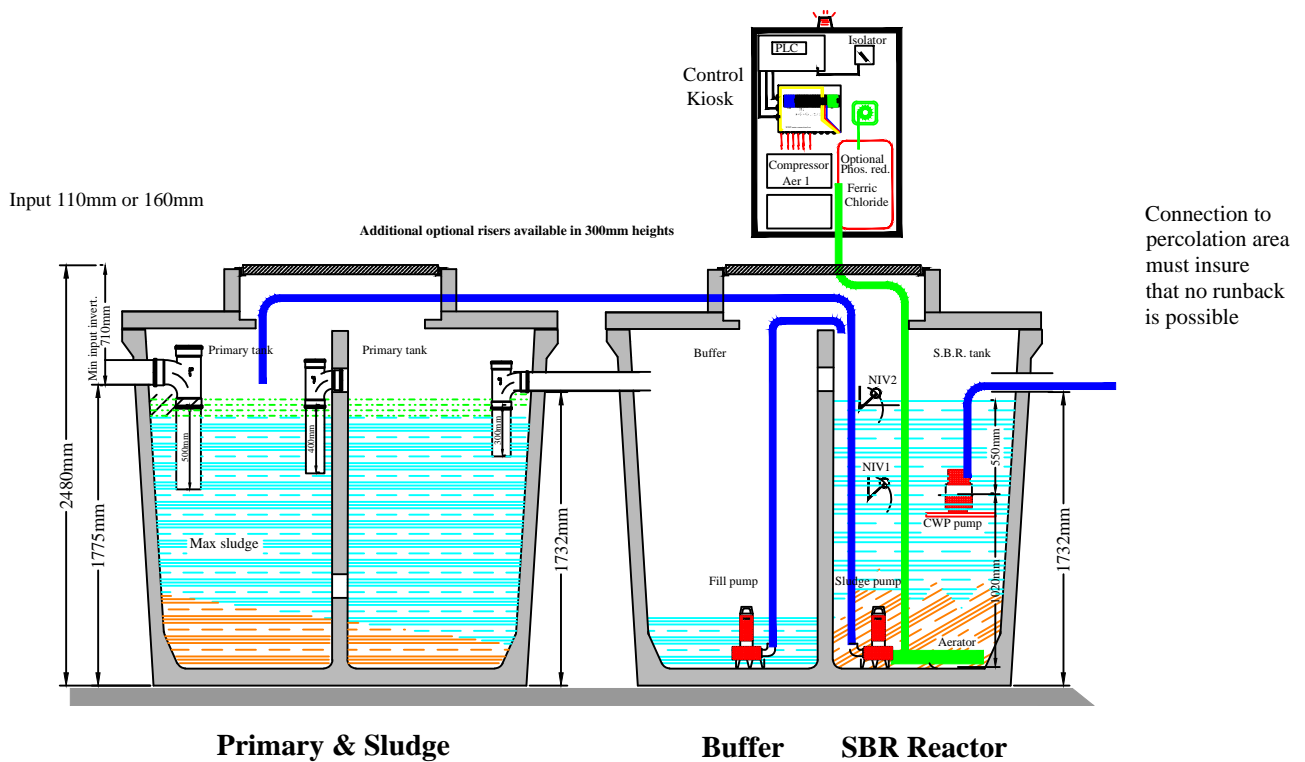 PLC
Isolator
Control
Kiosk
Compressor
Aer 1
Optional
Phos. red.
Ferric
Chloride
Input 110mm or 160mm
Additional optional risers available in 300mm heights
Connection to
percolation area
must insure
that no runback
is possible
Min input invert.
710mm
2480mm
1775mm
Primary tank
Primary tank
500mm
400mm
300mm
Max sludge
1732mm
Buffer
S.B.R. tank
NIV2
NIV1
550mm
CWP pump
1020mm
1732mm
Fill pump
Sludge pump
Aerator
Primary & Sludge
Buffer
SBR Reactor